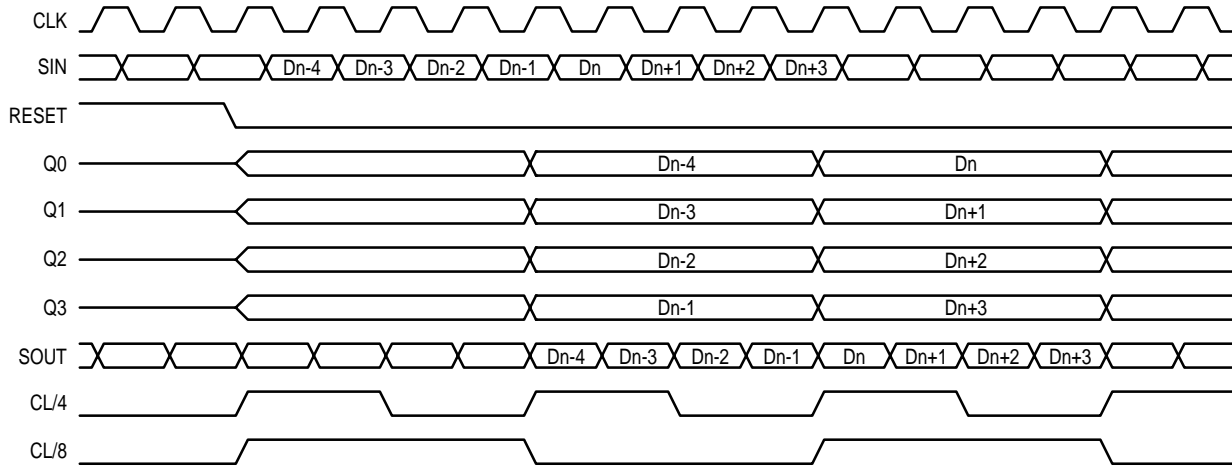 CLK
SIN Dn-4 Dn-3 Dn-2 Dn-1 Dn Dn+1 Dn+2 Dn+3
RESET
Q0 Dn-4 Dn
Q1 Dn-3 Dn+1
Q2 Dn-2 Dn+2
Q3 Dn-1 Dn+3
SOUT Dn-4 Dn-3 Dn-2 Dn-1 Dn Dn+1 Dn+2 Dn+3
CL/4
CL/8